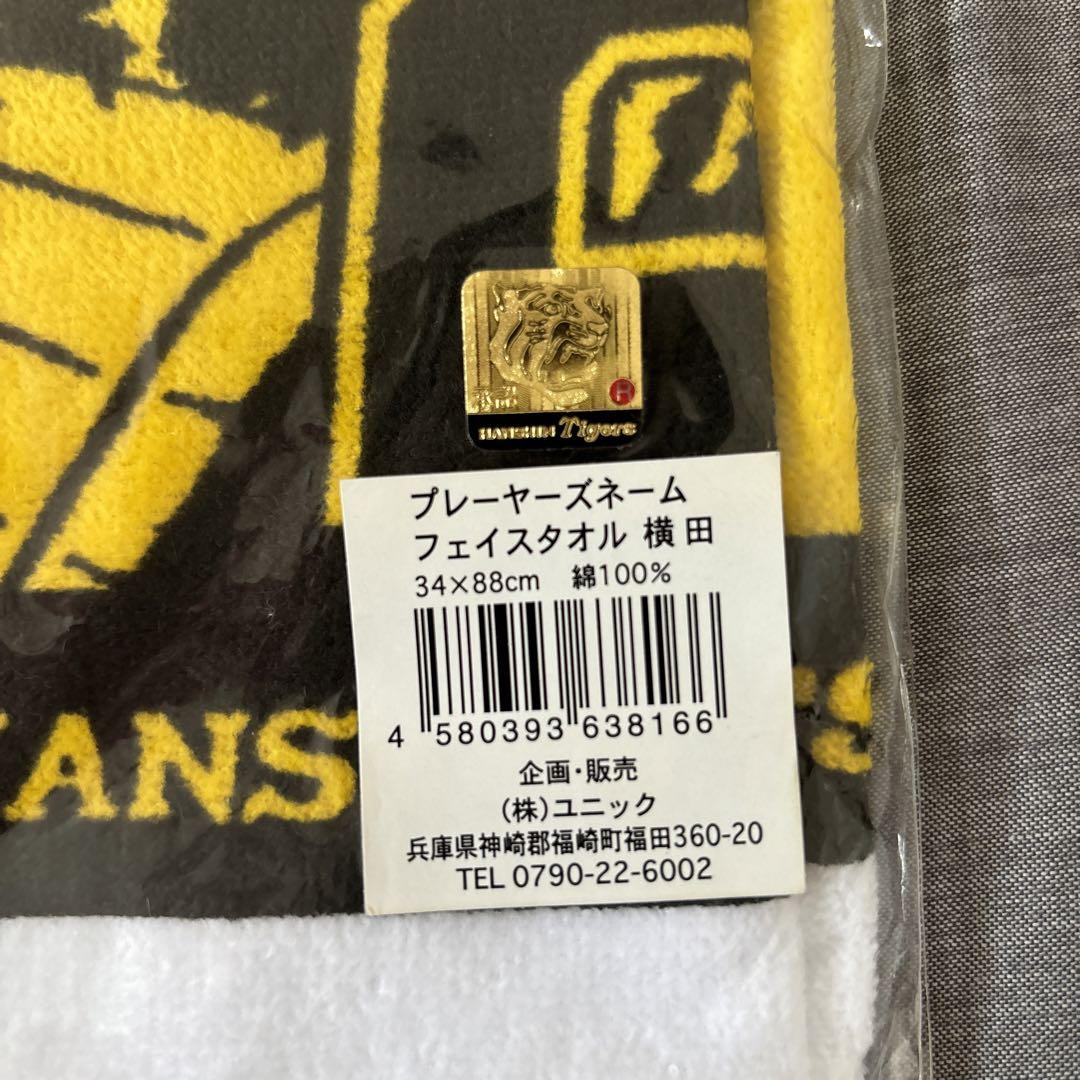 HANSHIN Tigers
プレーヤーズネーム
フェイスタオル 横田
34×88cm 綿100%
4 580393 638166
ANS
S
企画・販売
(株)ユニック
兵庫県神崎郡福崎町福田360-20
TEL 0790-22-6002